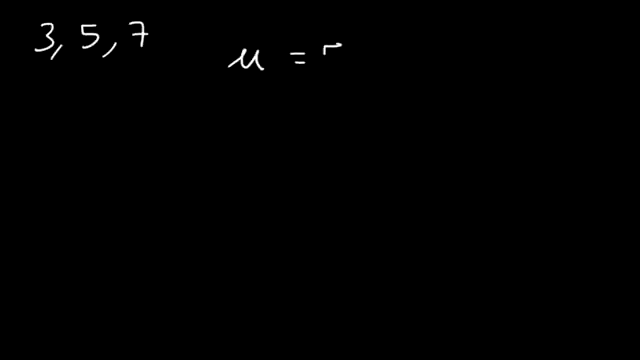 3, 5, 7 μ =